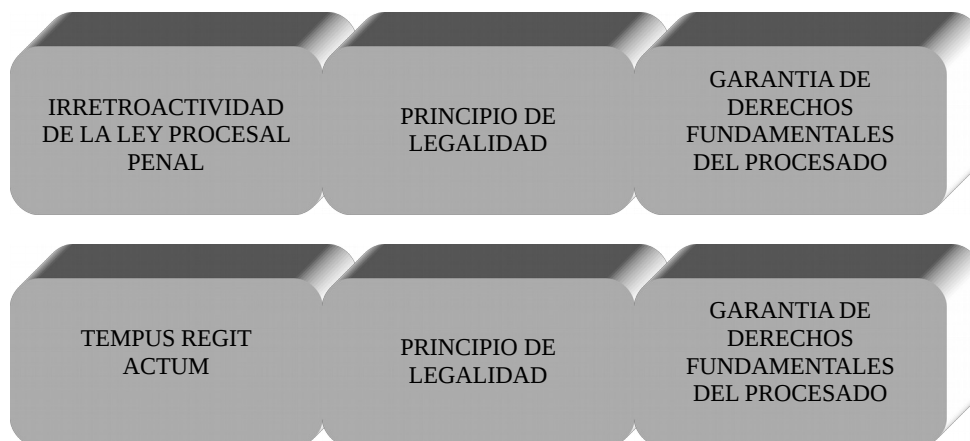 IRRETROACTIVIDAD
DE LA LEY PROCESAL
PENAL
PRINCIPIO DE
LEGALIDAD
GARANTIA DE
DERECHOS
FUNDAMENTALES
DEL PROCESADO
TEMPUS REGIT
ACTUM
PRINCIPIO DE
LEGALIDAD
GARANTIA DE
DERECHOS
FUNDAMENTALES
DEL PROCESADO